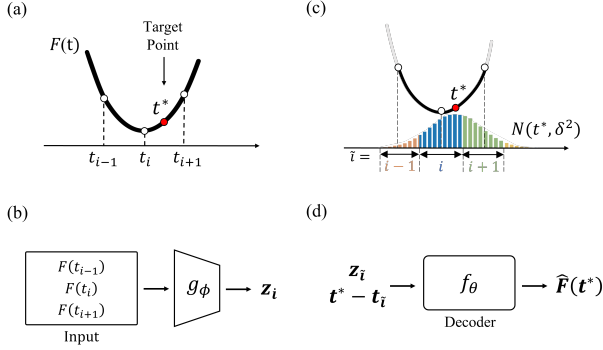 (a)
Target
Point
F(t)
t*
t_{i-1}
t_i
t_{i+1}
(c)
t*
N(t*, δ²)
ĩ =
i − 1
i
i + 1
(b)
F(t_{i-1})
F(t_i)
F(t_{i+1})
Input
g_ϕ
z_i
(d)
z_ĩ
t* − t_ĩ
f_θ
Decoder
F̂(t*)